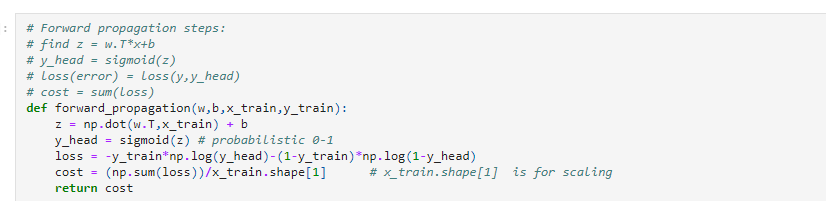 :
# Forward propagation steps:
# find z = w.T*x+b
# y_head = sigmoid(z)
# loss(error) = loss(y,y_head)
# cost = sum(loss)
def forward_propagation(w,b,x_train,y_train):
    z = np.dot(w.T,x_train) + b
    y_head = sigmoid(z) # probabilistic 0-1
    loss = -y_train*np.log(y_head)-(1-y_train)*np.log(1-y_head)
    cost = (np.sum(loss))/x_train.shape[1]      # x_train.shape[1]  is for scaling
    return cost